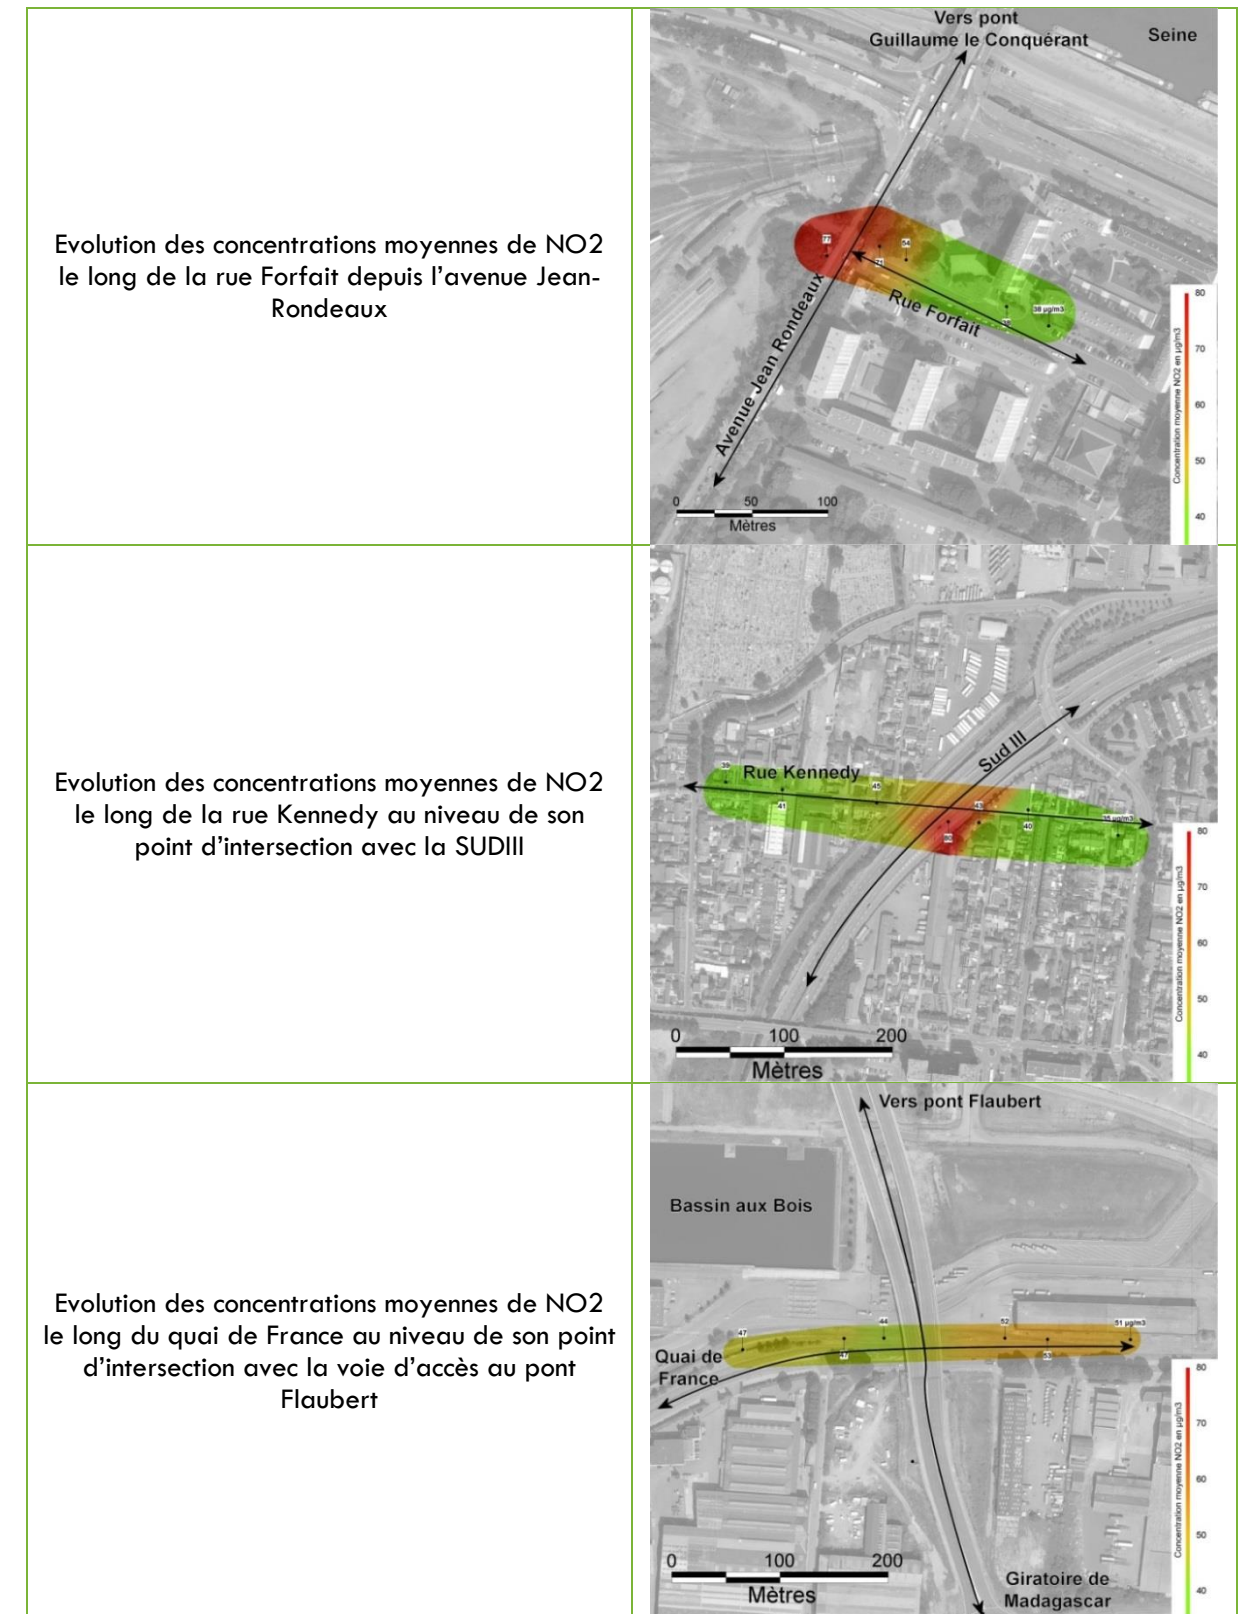 Evolution des concentrations moyennes de NO2
le long de la rue Forfait depuis l'avenue Jean-
Rondeaux
Vers pont
Guillaume le Conquérant
Seine
77
71
54
38 µg/m3
Rue Forfait
Avenue Jean Rondeaux
0 50 100
Mètres
Concentration moyenne NO2 en µg/m3
80
70
60
50
40
Evolution des concentrations moyennes de NO2
le long de la rue Kennedy au niveau de son
point d'intersection avec la SUDIII
Sud III
Rue Kennedy
39
41
45
43
40
0 100 200
Mètres
Concentration moyenne NO2 en µg/m3
80
70
60
50
40
Evolution des concentrations moyennes de NO2
le long du quai de France au niveau de son point
d'intersection avec la voie d'accès au pont
Flaubert
Vers pont Flaubert
Bassin aux Bois
47
47
44
52
53
51 µg/m3
Quai de
France
0 100 200
Mètres
Giratoire de
Madagascar
Concentration moyenne NO2 en µg/m3
80
70
60
50
40